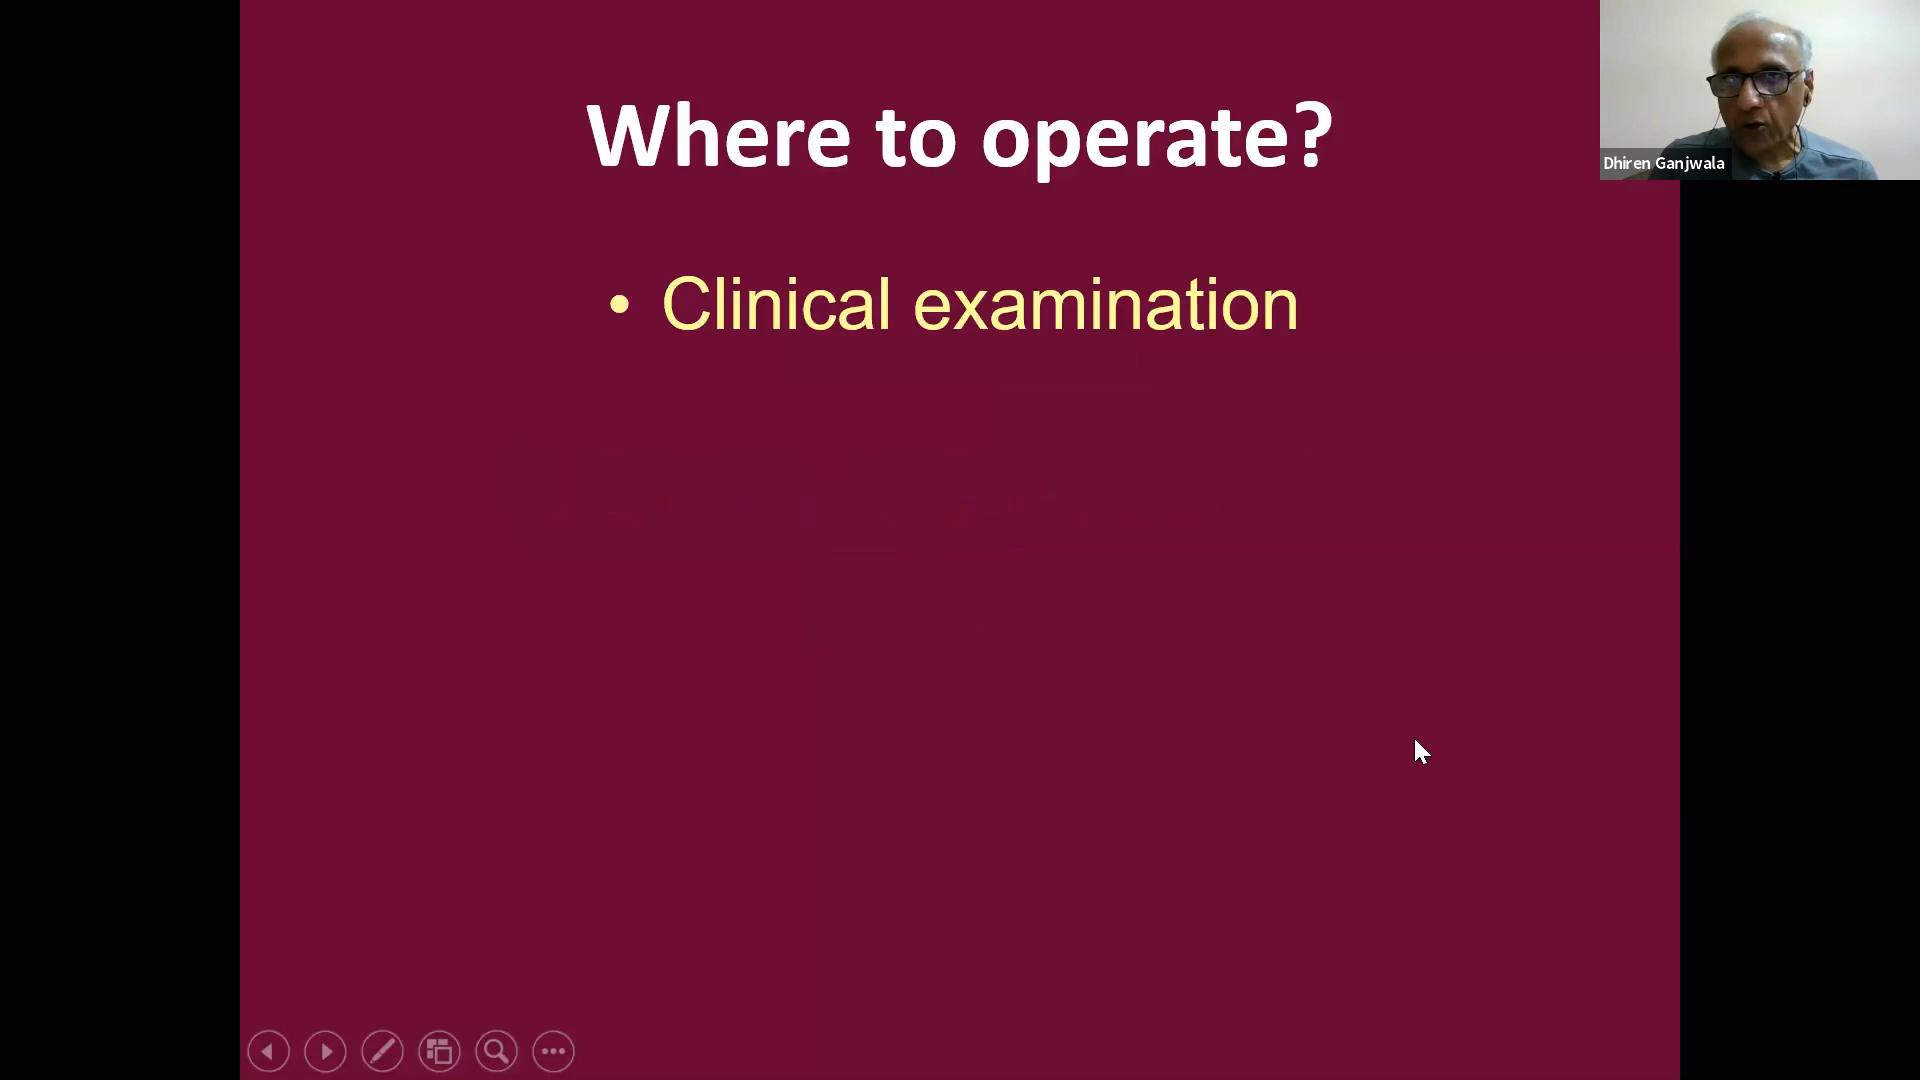 Where to operate?
• Clinical examination
Dhiren Ganjwala